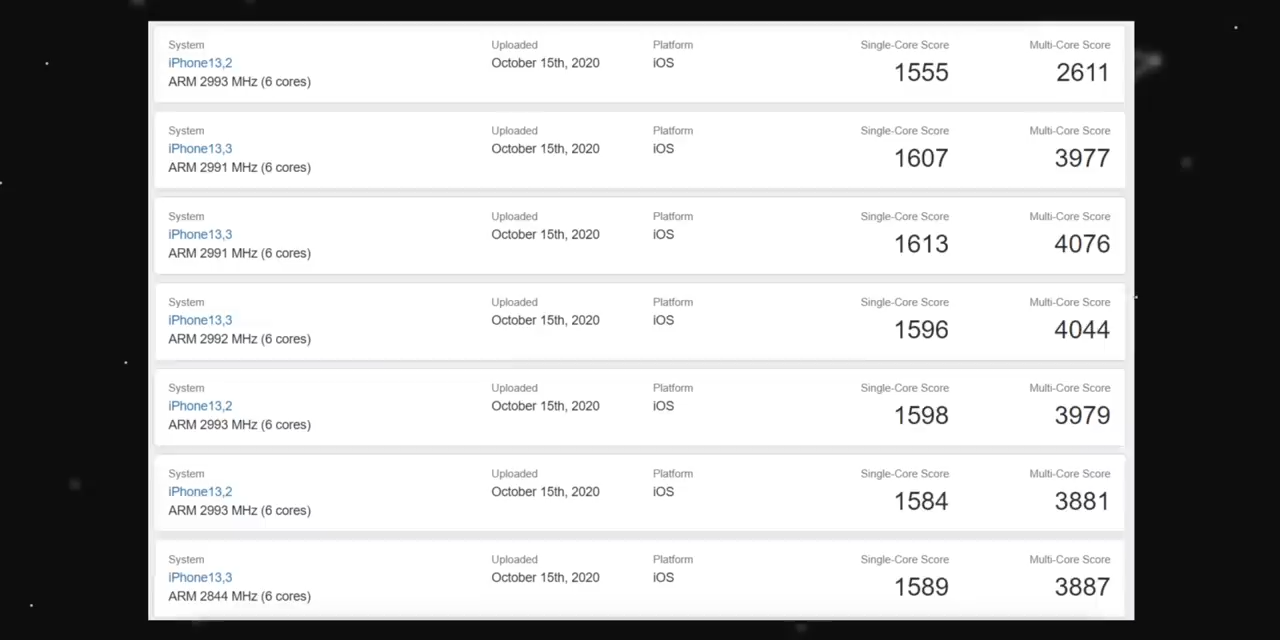 System Uploaded Platform Single-Core Score Multi-Core Score
iPhone13,2 October 15th, 2020 iOS 1555 2611
ARM 2993 MHz (6 cores)
System Uploaded Platform Single-Core Score Multi-Core Score
iPhone13,3 October 15th, 2020 iOS 1607 3977
ARM 2991 MHz (6 cores)
System Uploaded Platform Single-Core Score Multi-Core Score
iPhone13,3 October 15th, 2020 iOS 1613 4076
ARM 2991 MHz (6 cores)
System Uploaded Platform Single-Core Score Multi-Core Score
iPhone13,3 October 15th, 2020 iOS 1596 4044
ARM 2992 MHz (6 cores)
System Uploaded Platform Single-Core Score Multi-Core Score
iPhone13,2 October 15th, 2020 iOS 1598 3979
ARM 2993 MHz (6 cores)
System Uploaded Platform Single-Core Score Multi-Core Score
iPhone13,2 October 15th, 2020 iOS 1584 3881
ARM 2993 MHz (6 cores)
System Uploaded Platform Single-Core Score Multi-Core Score
iPhone13,3 October 15th, 2020 iOS 1589 3887
ARM 2844 MHz (6 cores)